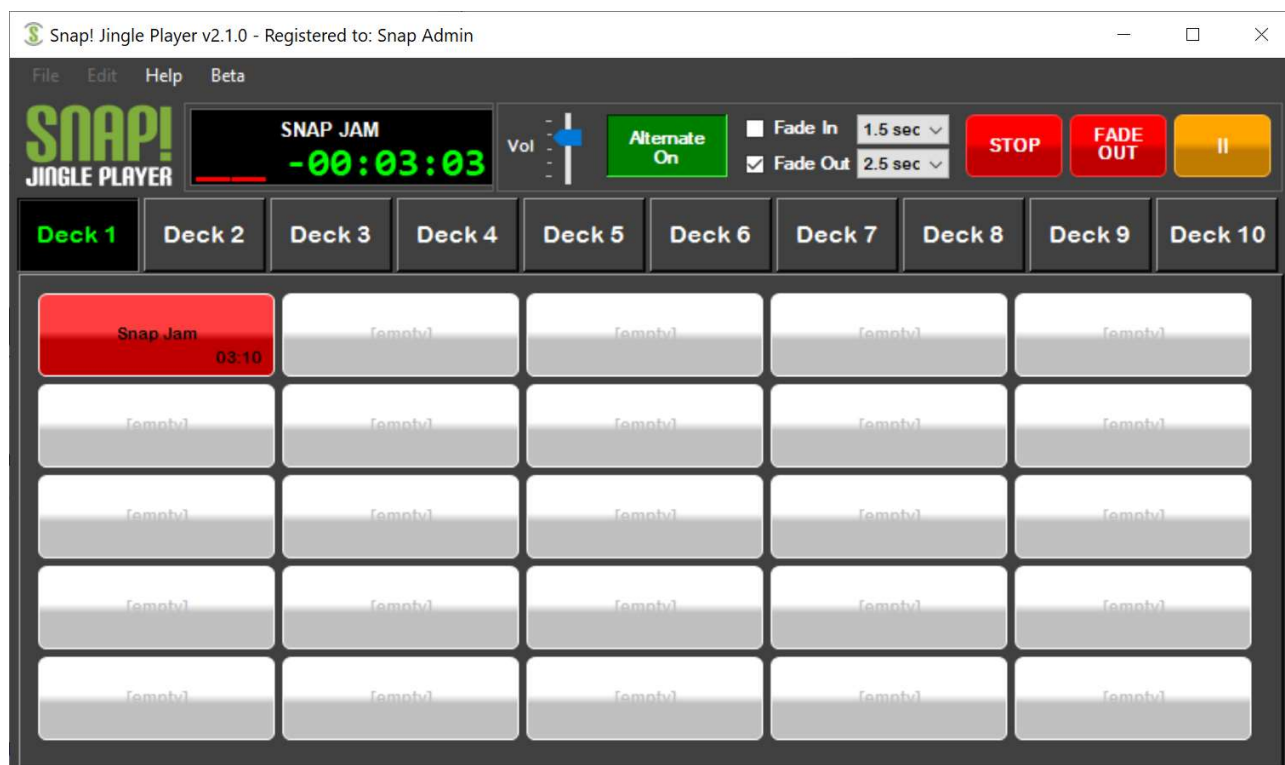 Snap! Jingle Player v2.1.0 - Registered to: Snap Admin
File Edit Help Beta
SNAP!
JINGLE PLAYER
SNAP JAM
-00:03:03
Vol
Alternate
On
Fade In 1.5 sec
Fade Out 2.5 sec
STOP
FADE
OUT
Deck 1 Deck 2 Deck 3 Deck 4 Deck 5 Deck 6 Deck 7 Deck 8 Deck 9 Deck 10
Snap Jam [empty] [empty] [empty] [empty]
03:10
[empty] [empty] [empty] [empty] [empty]
[empty] [empty] [empty] [empty] [empty]
[empty] [empty] [empty] [empty] [empty]
[empty] [empty] [empty] [empty] [empty]